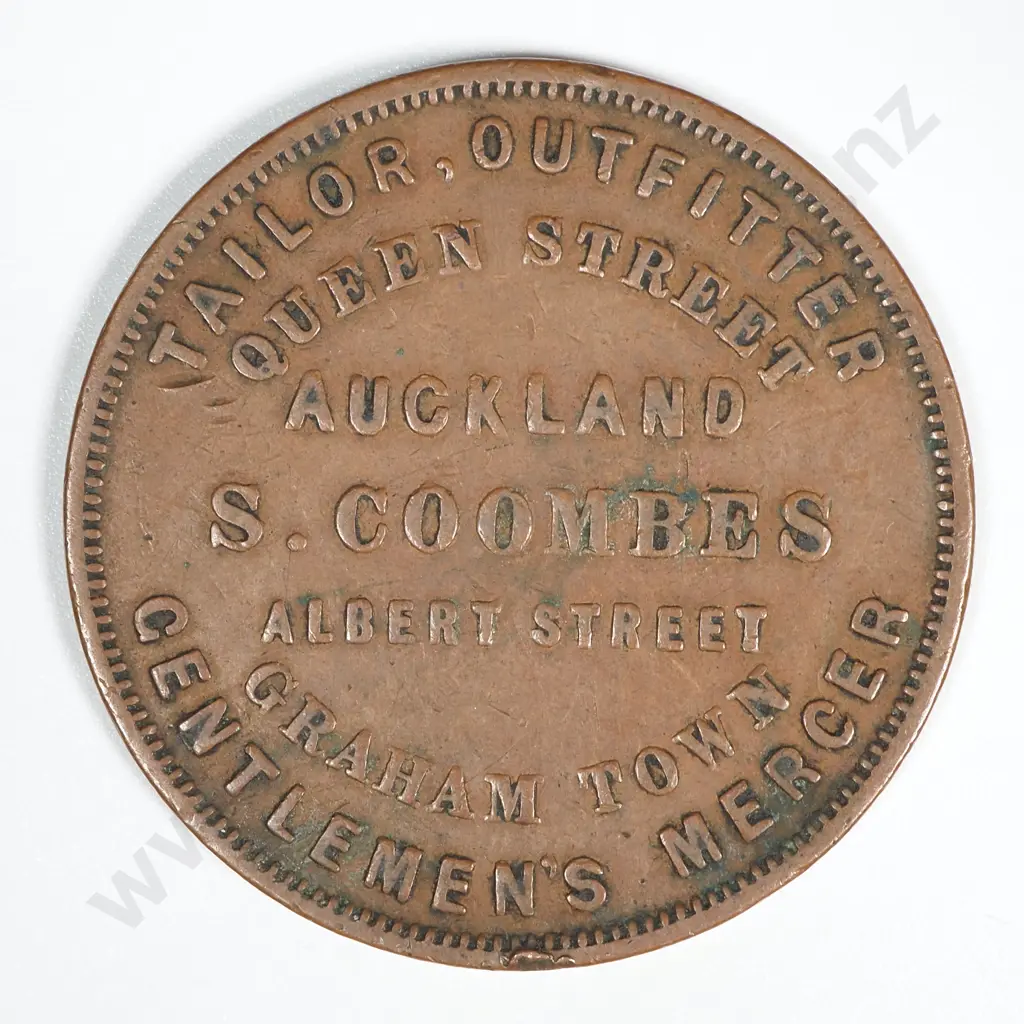 TAILOR, OUTFITTER
QUEEN STREET
AUCKLAND
S. COOMBES
ALBERT STREET
GRAHAM TOWN
GENTLEMEN'S MERCER